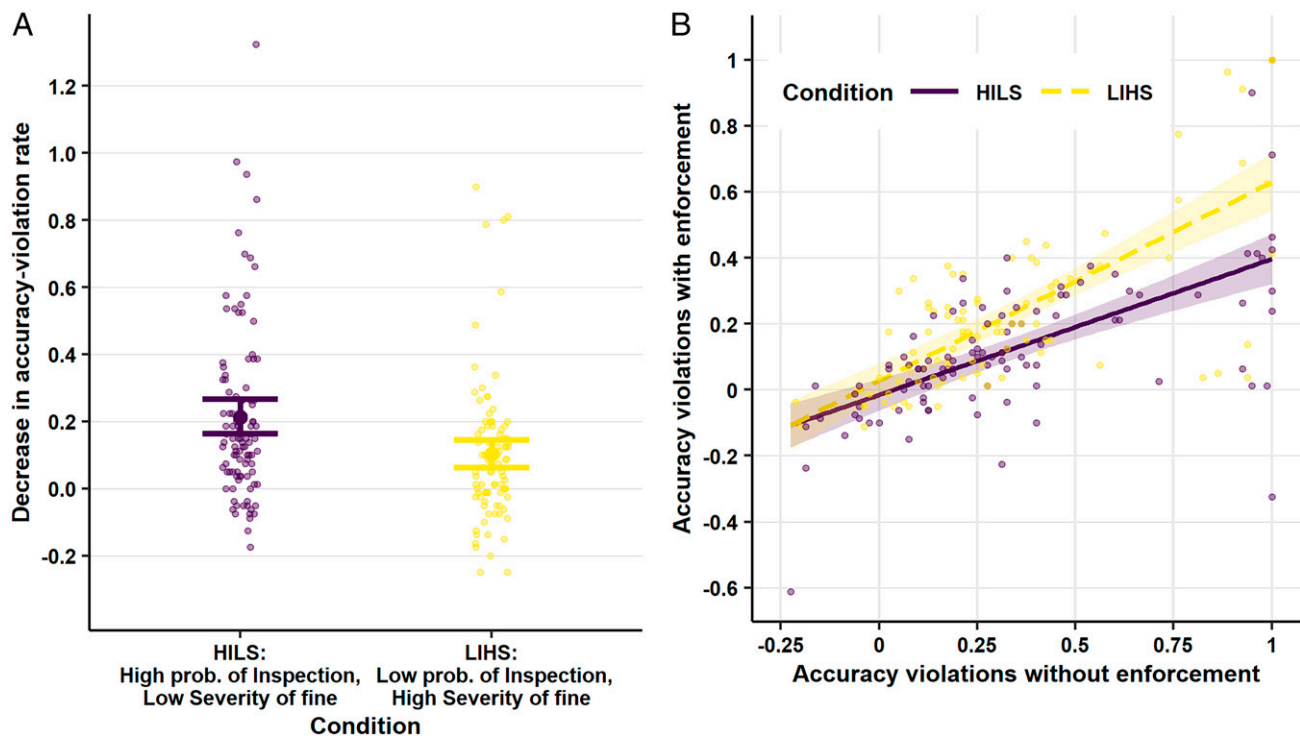 A
Decrease in accuracy-violation rate
1.2
1.0
0.8
0.6
0.4
0.2
0.0
-0.2
HILS:
High prob. of Inspection,
Low Severity of fine
LIHS:
Low prob. of Inspection,
High Severity of fine
Condition
B
Accuracy violations with enforcement
1
0.8
0.6
0.4
0.2
0
-0.2
-0.4
-0.6
Condition HILS LIHS
-0.25 0 0.25 0.5 0.75 1
Accuracy violations without enforcement